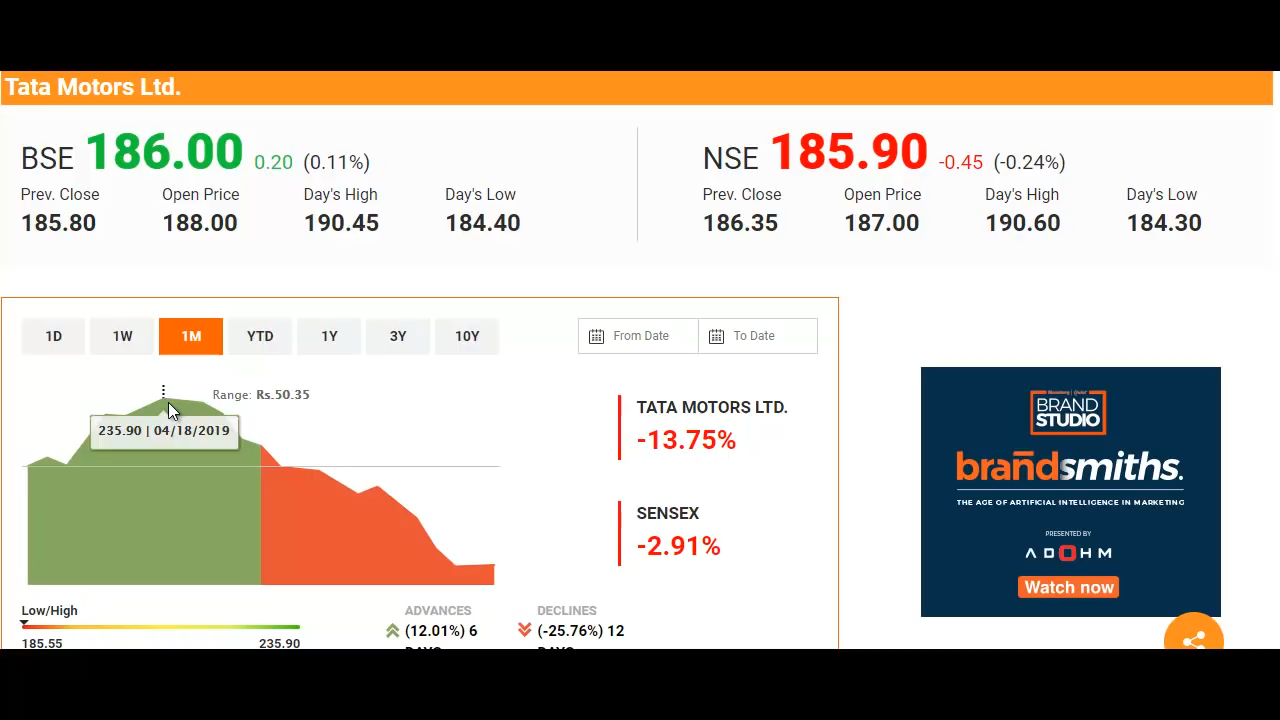 Tata Motors Ltd.
BSE 186.00 0.20 (0.11%)
Prev. Close Open Price Day's High Day's Low
185.80 188.00 190.45 184.40
NSE 185.90 -0.45 (-0.24%)
Prev. Close Open Price Day's High Day's Low
186.35 187.00 190.60 184.30
1D 1W 1M YTD 1Y 3Y 10Y
From Date To Date
Range: Rs.50.35
235.90 | 04/18/2019
TATA MOTORS LTD.
-13.75%
SENSEX
-2.91%
Low/High
185.55 235.90
ADVANCES DECLINES
(12.01%) 6 (-25.76%) 12
DAYS DAYS
BRAND
STUDIO
brandsmiths.
THE AGE OF ARTIFICIAL INTELLIGENCE IN MARKETING
PRESENTED BY
ADOHM
Watch now